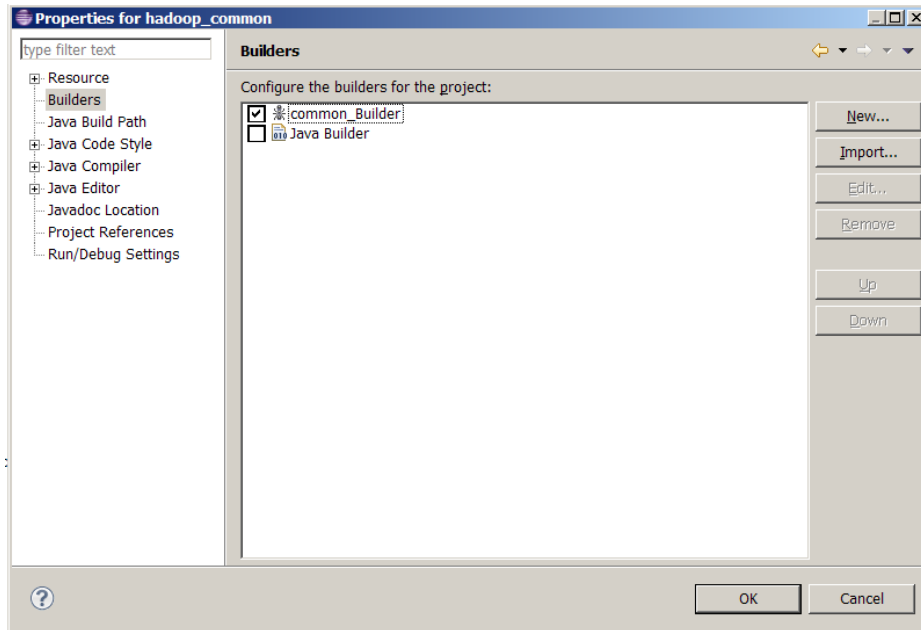 Properties for hadoop_common
type filter text
Resource
Builders
Java Build Path
Java Code Style
Java Compiler
Java Editor
Javadoc Location
Project References
Run/Debug Settings
Builders
Configure the builders for the project:
common_Builder
Java Builder
New...
Import...
Edit...
Remove
Up
Down
OK
Cancel